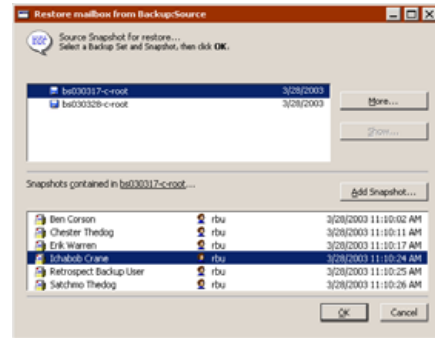 Restore mailbox from Backup:Source
Source Snapshot for restore...
Select a Backup Set and Snapshot, then click OK.
bs030317-c-root 3/28/2003
bs030328-c-root 3/28/2003
More...
Show...
Snapshots contained in bs030317-c-root...
Add Snapshot...
Ben Corson rbu 3/28/2003 11:10:02 AM
Chester Thedog rbu 3/28/2003 11:10:11 AM
Erik Warren rbu 3/28/2003 11:10:17 AM
Ichabob Crane rbu 3/28/2003 11:10:24 AM
Retrospect Backup User rbu 3/28/2003 11:10:25 AM
Satchmo Thedog rbu 3/28/2003 11:10:26 AM
OK Cancel